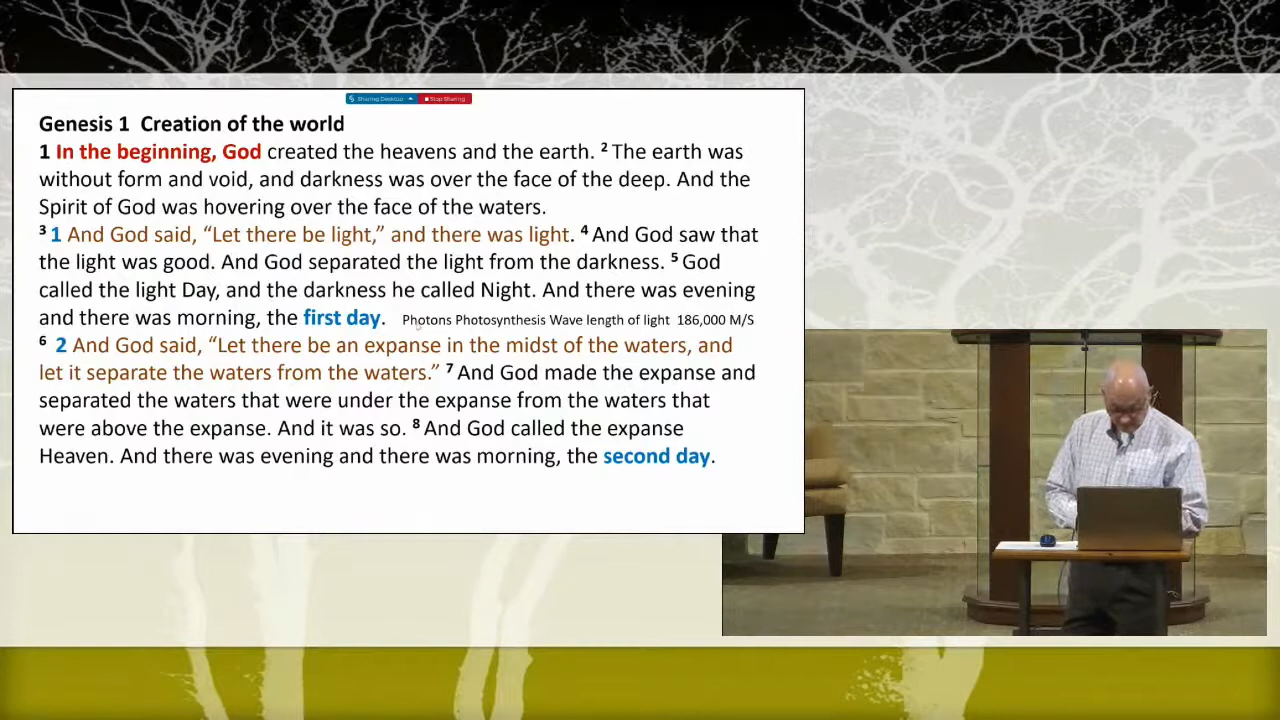 Sharing Desktop Stop Sharing
Genesis 1 Creation of the world
1 In the beginning, God created the heavens and the earth. 2 The earth was
without form and void, and darkness was over the face of the deep. And the
Spirit of God was hovering over the face of the waters.
3 1 And God said, “Let there be light,” and there was light. 4 And God saw that
the light was good. And God separated the light from the darkness. 5 God
called the light Day, and the darkness he called Night. And there was evening
and there was morning, the first day. Photons Photosynthesis Wave length of light 186,000 M/S
6 2 And God said, “Let there be an expanse in the midst of the waters, and
let it separate the waters from the waters.” 7 And God made the expanse and
separated the waters that were under the expanse from the waters that
were above the expanse. And it was so. 8 And God called the expanse
Heaven. And there was evening and there was morning, the second day.